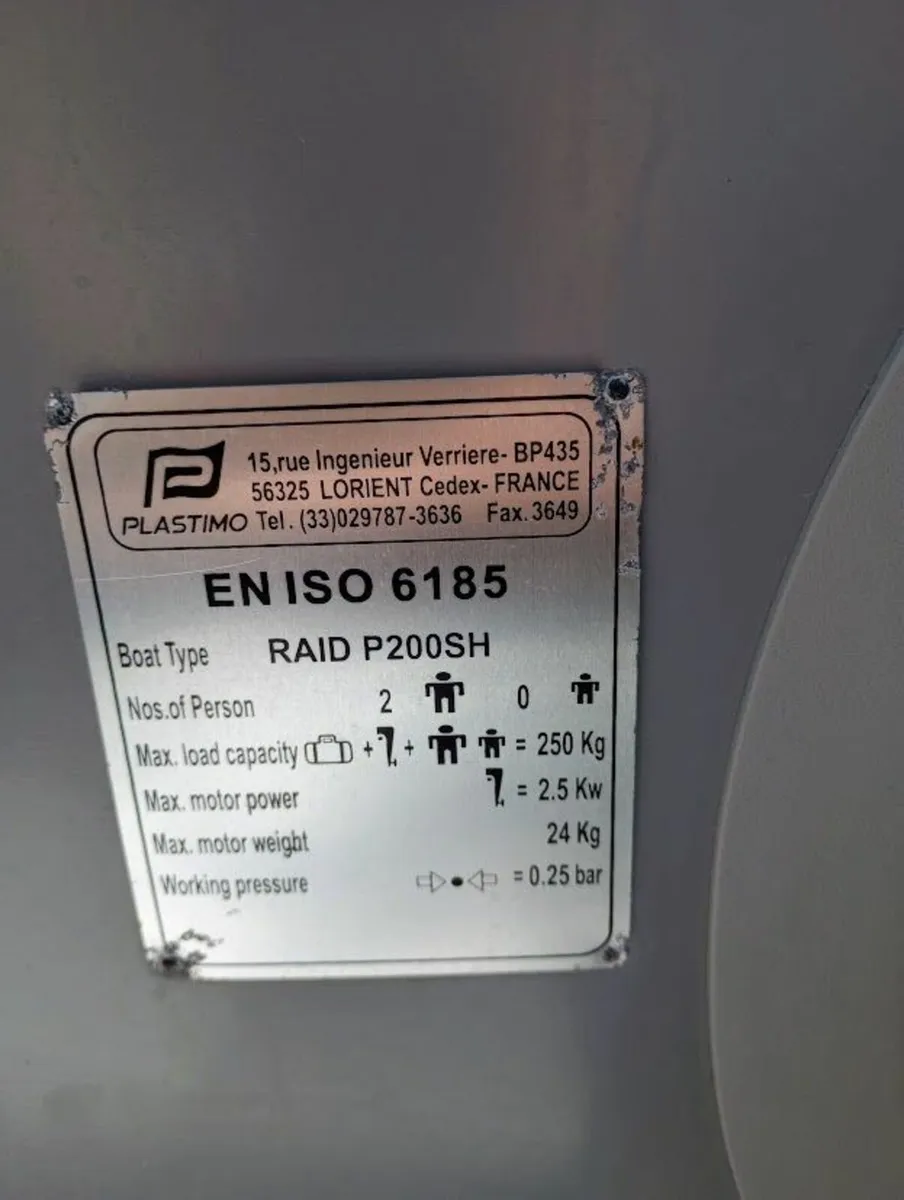 15,rue Ingenieur Verriere- BP435
56325 LORIENT Cedex- FRANCE
PLASTIMO Tel. (33)029787-3636 Fax.3649
EN ISO 6185
Boat Type RAID P200SH
Nos.of Person 2 0
Max. load capacity + + = 250 Kg
Max. motor power = 2.5 Kw
Max. motor weight 24 Kg
Working pressure = 0.25 bar